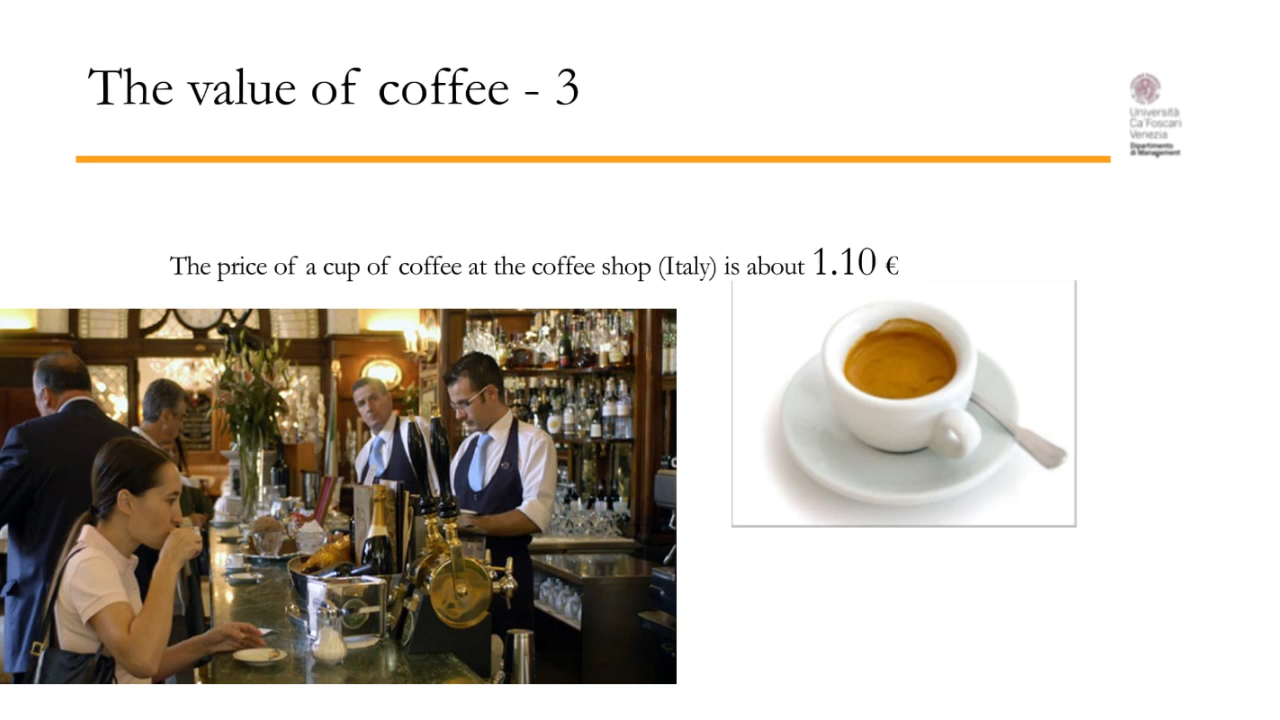 The value of coffee - 3
Università
Ca'Foscari
Venezia
Dipartimento
di Management
The price of a cup of coffee at the coffee shop (Italy) is about 1.10 €